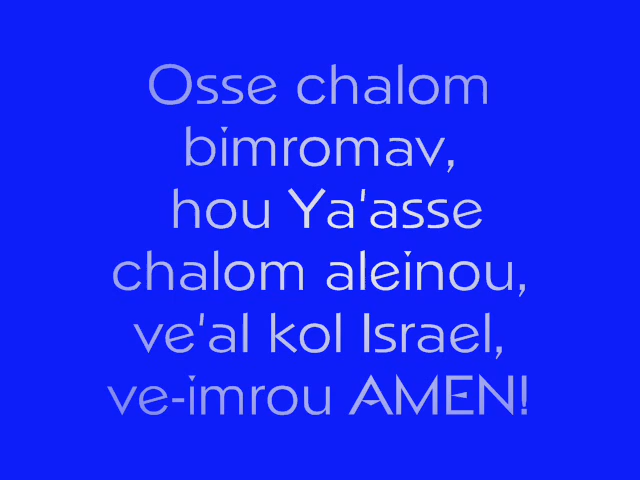 Osse chalom
bimromav,
hou Ya'asse
chalom aleinou,
ve'al kol Israel,
ve-imrou AMEN!